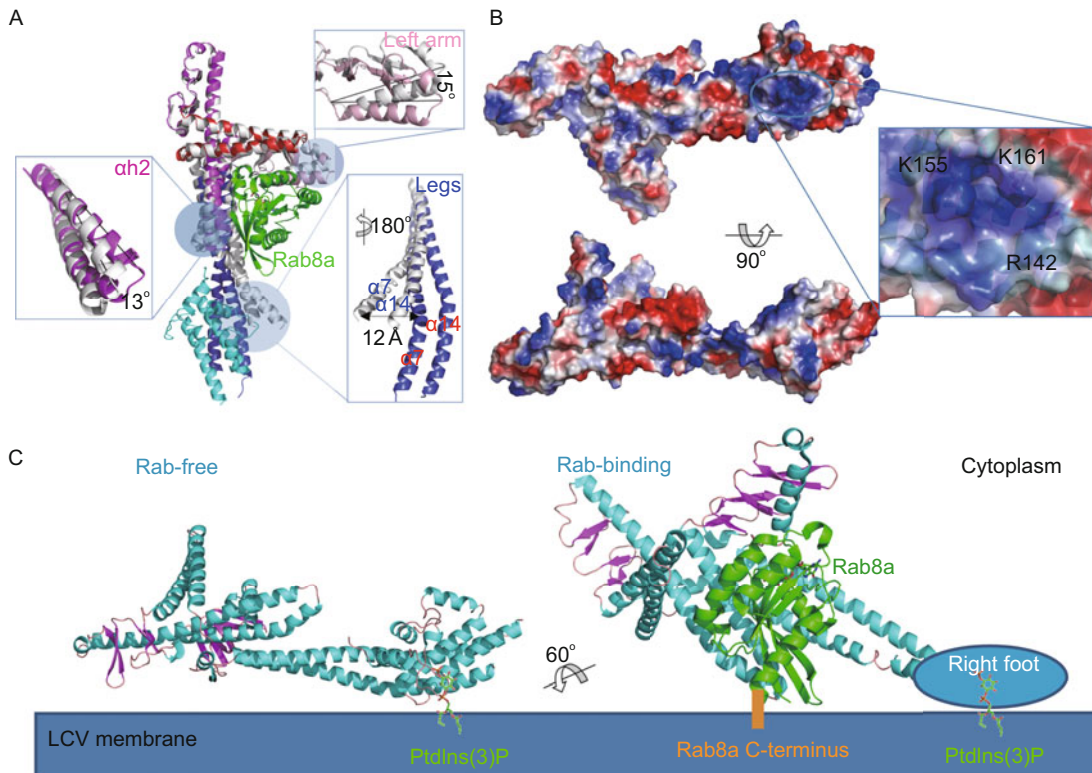 A
Left arm
15°
αh2
13°
Rab8a
Legs
180°
α7
α14
12 Å
α14
α7
B
90°
K155
K161
R142
C
Rab-free
Rab-binding
Cytoplasm
Rab8a
60°
Right foot
LCV membrane
PtdIns(3)P
Rab8a C-terminus
PtdIns(3)P